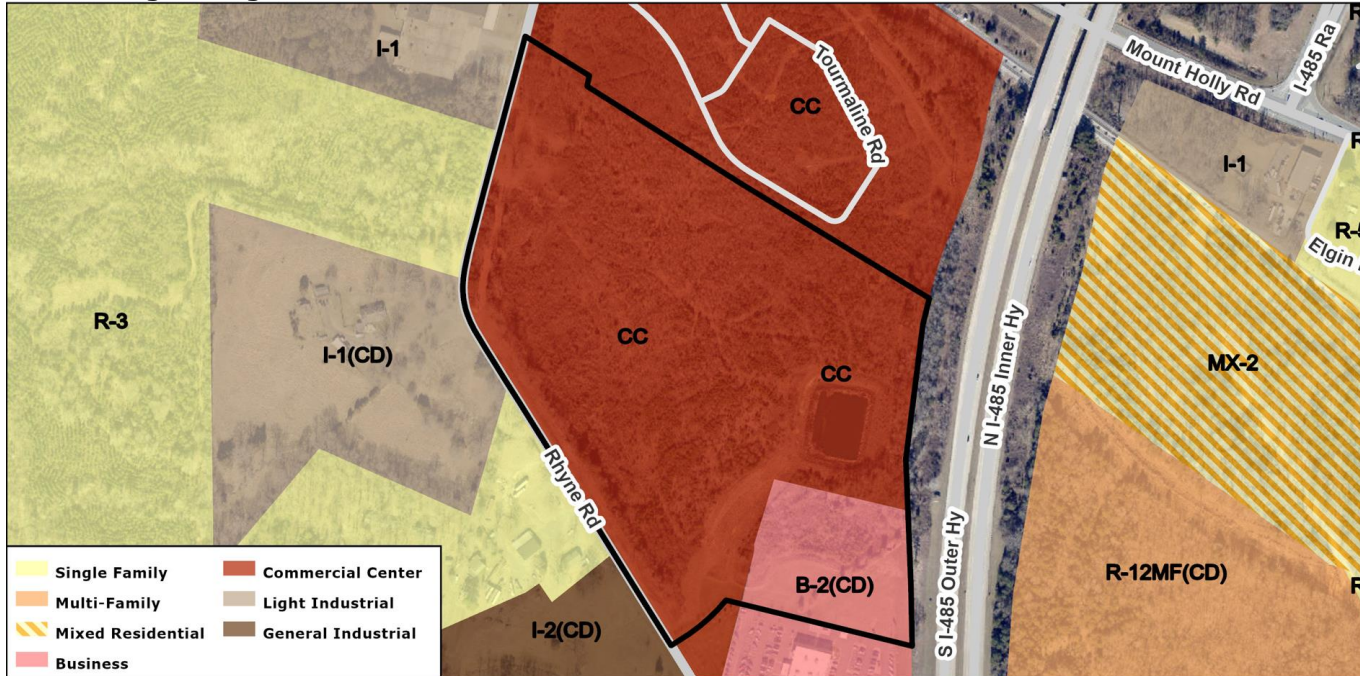 I-1
CC
Tourmaline Rd
Mount Holly Rd
I-485 Ra
I-1
R-5
Elgin
R-3
I-1(CD)
CC
CC
N I-485 Inner Hy
MX-2
Rhyne Rd
B-2(CD)
S I-485 Outer Hy
R-12MF(CD)
I-2(CD)
Single Family
Multi-Family
Mixed Residential
Business
Commercial Center
Light Industrial
General Industrial